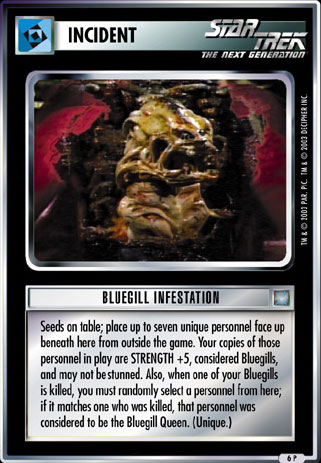 INCIDENT
STAR TREK
THE NEXT GENERATION
TM & © 2003 PAR. P.C. TM & © 2003 DECIPHER INC.
BLUEGILL INFESTATION
Seeds on table; place up to seven unique personnel face up
beneath here from outside the game. Your copies of those
personnel in play are STRENGTH +5, considered Bluegills,
and may not be stunned. Also, when one of your Bluegills
is killed, you must randomly select a personnel from here;
if it matches one who was killed, that personnel was
considered to be the Bluegill Queen. (Unique.)
6 P